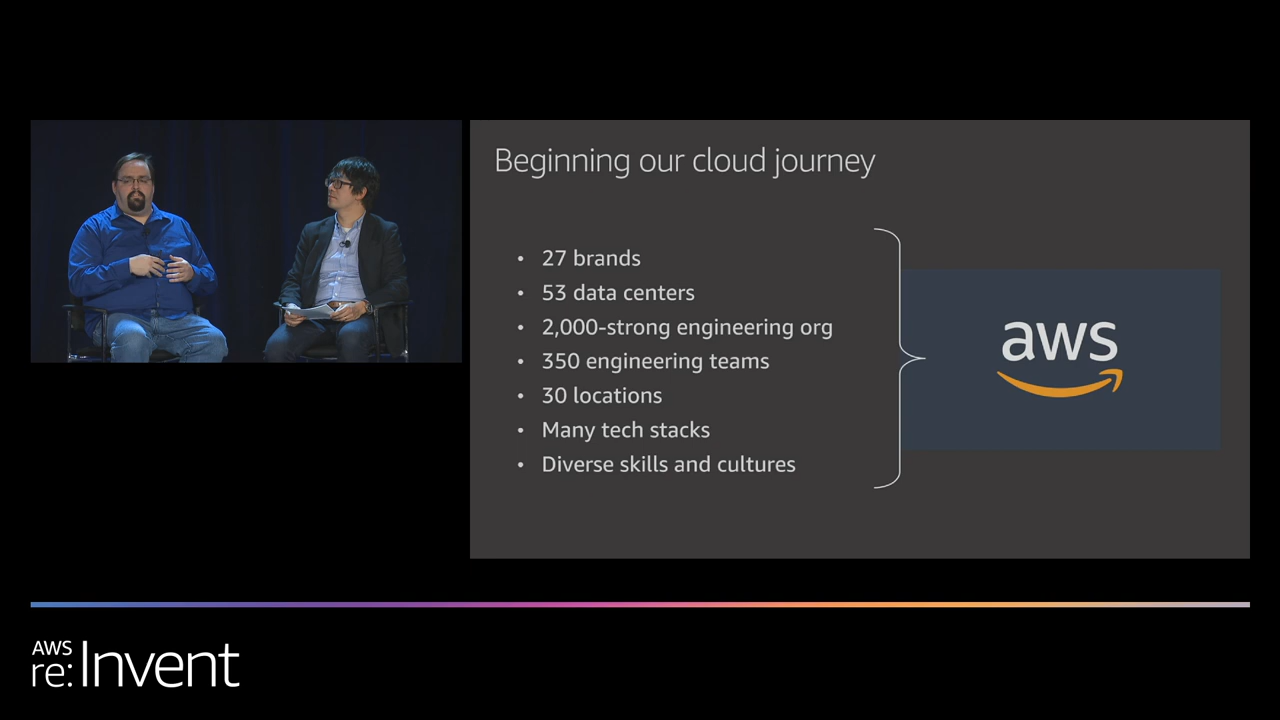 Beginning our cloud journey
• 27 brands
• 53 data centers
• 2,000-strong engineering org
• 350 engineering teams
• 30 locations
• Many tech stacks
• Diverse skills and cultures
aws
AWS
re:Invent